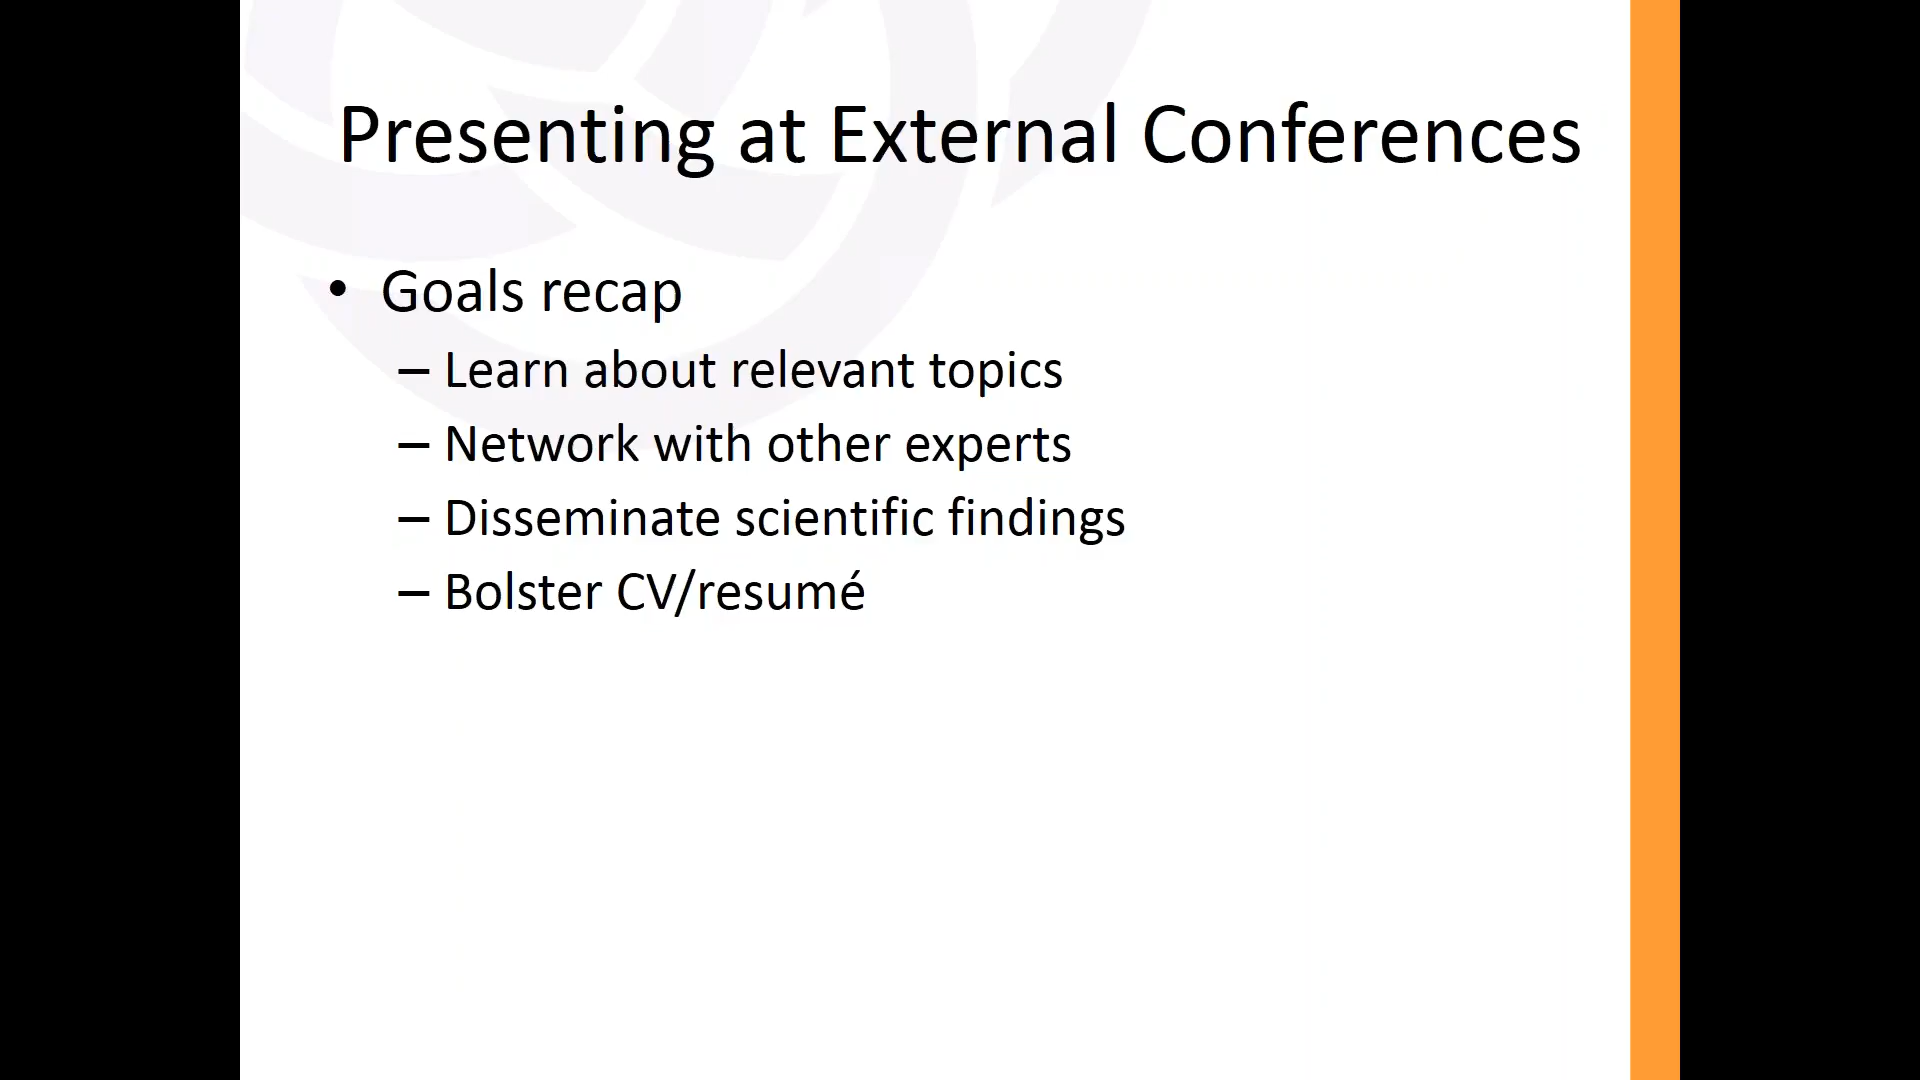 Presenting at External Conferences
• Goals recap
– Learn about relevant topics
– Network with other experts
– Disseminate scientific findings
– Bolster CV/resumé